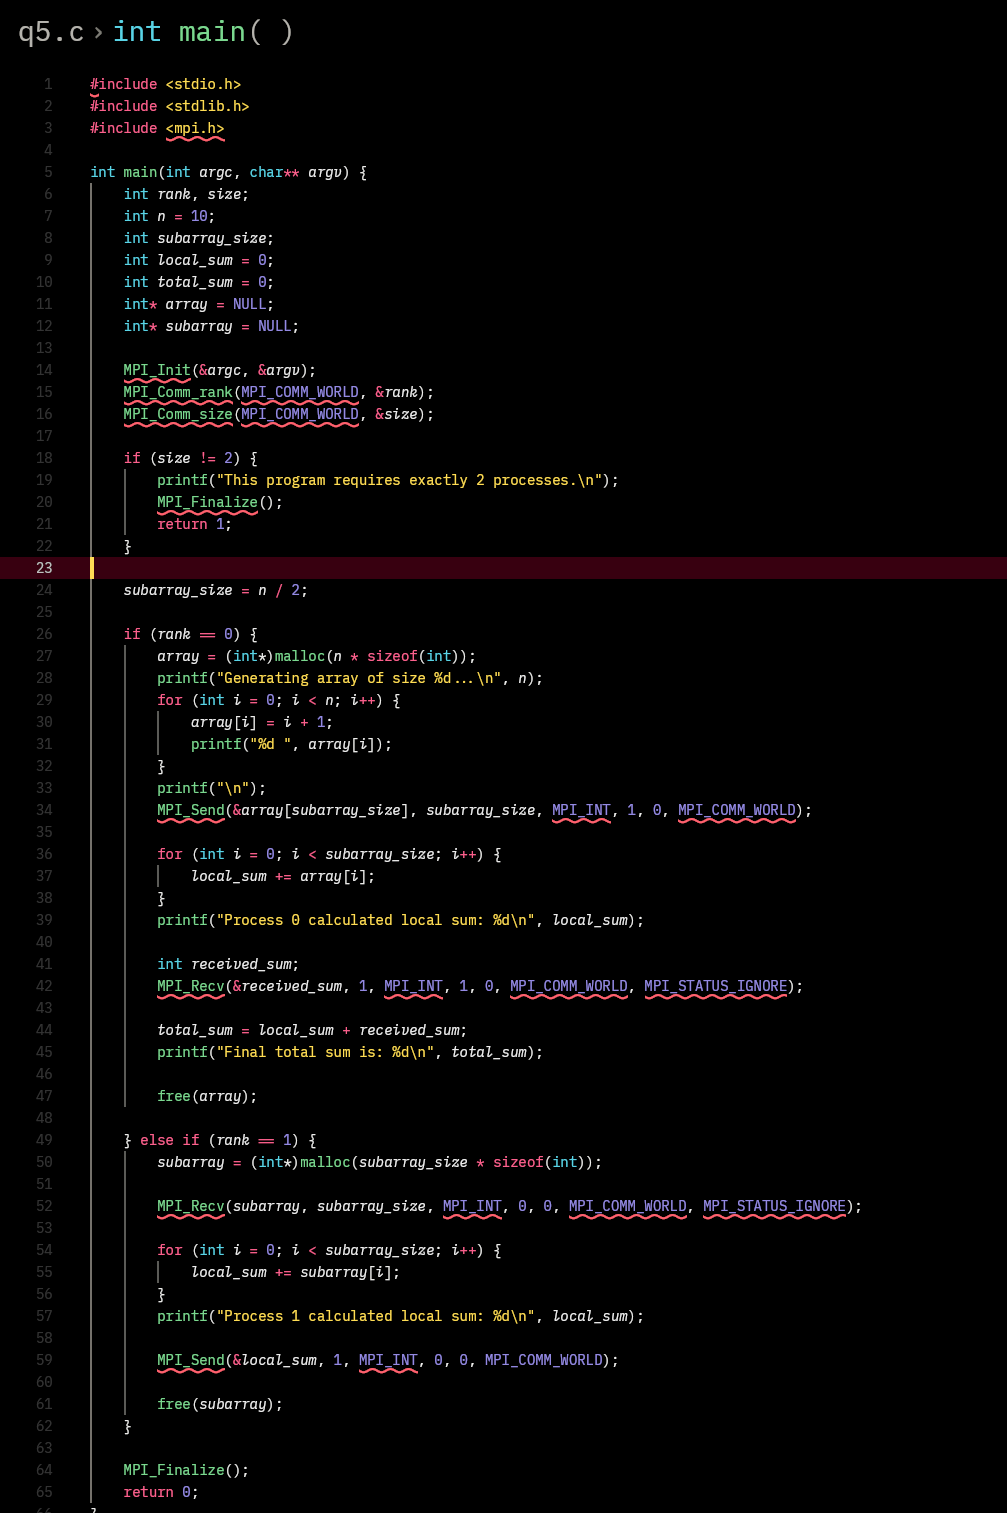 q5.c › int main( )
1 #include <stdio.h>
2 #include <stdlib.h>
3 #include <mpi.h>
4
5 int main(int argc, char** argv) {
6     int rank, size;
7     int n = 10;
8     int subarray_size;
9     int local_sum = 0;
10     int total_sum = 0;
11     int* array = NULL;
12     int* subarray = NULL;
13
14     MPI_Init(&argc, &argv);
15     MPI_Comm_rank(MPI_COMM_WORLD, &rank);
16     MPI_Comm_size(MPI_COMM_WORLD, &size);
17
18     if (size != 2) {
19         printf("This program requires exactly 2 processes.\n");
20         MPI_Finalize();
21         return 1;
22     }
23
24     subarray_size = n / 2;
25
26     if (rank == 0) {
27         array = (int*)malloc(n * sizeof(int));
28         printf("Generating array of size %d...\n", n);
29         for (int i = 0; i < n; i++) {
30             array[i] = i + 1;
31             printf("%d ", array[i]);
32         }
33         printf("\n");
34         MPI_Send(&array[subarray_size], subarray_size, MPI_INT, 1, 0, MPI_COMM_WORLD);
35
36         for (int i = 0; i < subarray_size; i++) {
37             local_sum += array[i];
38         }
39         printf("Process 0 calculated local sum: %d\n", local_sum);
40
41         int received_sum;
42         MPI_Recv(&received_sum, 1, MPI_INT, 1, 0, MPI_COMM_WORLD, MPI_STATUS_IGNORE);
43
44         total_sum = local_sum + received_sum;
45         printf("Final total sum is: %d\n", total_sum);
46
47         free(array);
48
49     } else if (rank == 1) {
50         subarray = (int*)malloc(subarray_size * sizeof(int));
51
52         MPI_Recv(subarray, subarray_size, MPI_INT, 0, 0, MPI_COMM_WORLD, MPI_STATUS_IGNORE);
53
54         for (int i = 0; i < subarray_size; i++) {
55             local_sum += subarray[i];
56         }
57         printf("Process 1 calculated local sum: %d\n", local_sum);
58
59         MPI_Send(&local_sum, 1, MPI_INT, 0, 0, MPI_COMM_WORLD);
60
61         free(subarray);
62     }
63
64     MPI_Finalize();
65     return 0;
66 }